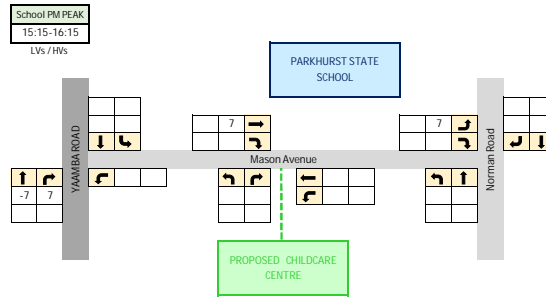 School PM PEAK
15:15-16:15
LVs / HVs
PARKHURST STATE
SCHOOL
YAAMBA ROAD
7
7
Mason Avenue
Norman Road
-7 7
PROPOSED CHILDCARE
CENTRE